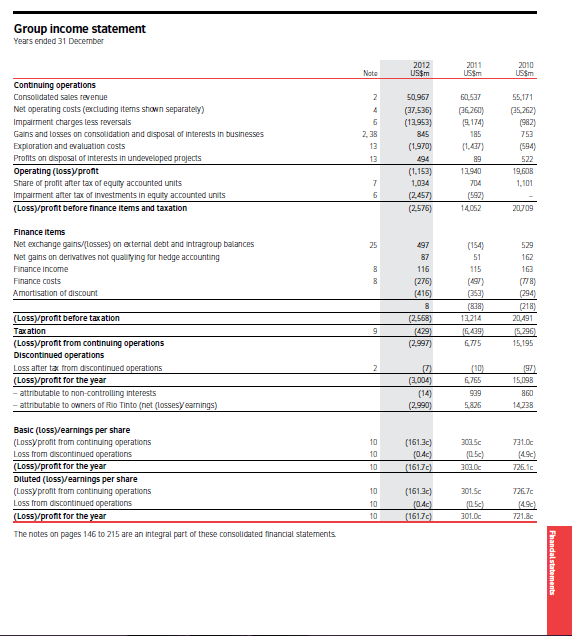 Group income statement
Years ended 31 December
Note 2012 US$m 2011 US$m 2010 US$m
Continuing operations
Consolidated sales revenue 2 50,967 60,537 55,171
Net operating costs (excluding items shown separately) 4 (37,536) (36,260) (35,262)
Impairment charges less reversals 6 (13,953) (9,174) (982)
Gains and losses on consolidation and disposal of interests in businesses 2, 38 845 185 753
Exploration and evaluation costs 13 (1,970) (1,437) (594)
Profits on disposal of interests in undeveloped projects 13 494 89 522
Operating (loss)/profit (1,153) 13,940 19,608
Share of profit after tax of equity accounted units 7 1,034 704 1,101
Impairment after tax of investments in equity accounted units 6 (2,457) (592) –
(Loss)/profit before finance items and taxation (2,576) 14,052 20,709
Finance items
Net exchange gains/(losses) on external debt and intragroup balances 25 497 (154) 529
Net gains on derivatives not qualifying for hedge accounting 87 51 162
Finance income 8 116 115 163
Finance costs 8 (276) (497) (778)
Amortisation of discount (416) (353) (294)
8 (838) (218)
(Loss)/profit before taxation (2,568) 13,214 20,491
Taxation 9 (429) (6,439) (5,296)
(Loss)/profit from continuing operations (2,997) 6,775 15,195
Discontinued operations
Loss after tax from discontinued operations 2 (7) (10) (97)
(Loss)/profit for the year (3,004) 6,765 15,098
– attributable to non-controlling interests (14) 939 860
– attributable to owners of Rio Tinto (net (losses)/earnings) (2,990) 5,826 14,238
Basic (loss)/earnings per share
(Loss)/profit from continuing operations 10 (161.3c) 303.5c 731.0c
Loss from discontinued operations 10 (0.4c) (0.5c) (4.9c)
(Loss)/profit for the year 10 (161.7c) 303.0c 726.1c
Diluted (loss)/earnings per share
(Loss)/profit from continuing operations 10 (161.3c) 301.5c 726.7c
Loss from discontinued operations 10 (0.4c) (0.5c) (4.9c)
(Loss)/profit for the year 10 (161.7c) 301.0c 721.8c
The notes on pages 146 to 215 are an integral part of these consolidated financial statements.
Financial statements